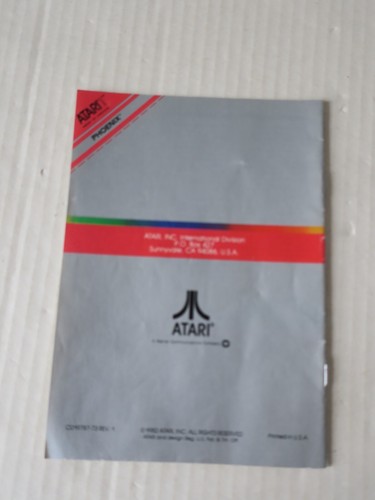 ATARI
PHOENIX
ATARI, INC. International Division
P.O. Box 427
Sunnyvale, CA 94086, U.S.A.
ATARI
A Warner Communications Company
© 1982 ATARI, INC. ALL RIGHTS RESERVED
Printed in U.S.A.